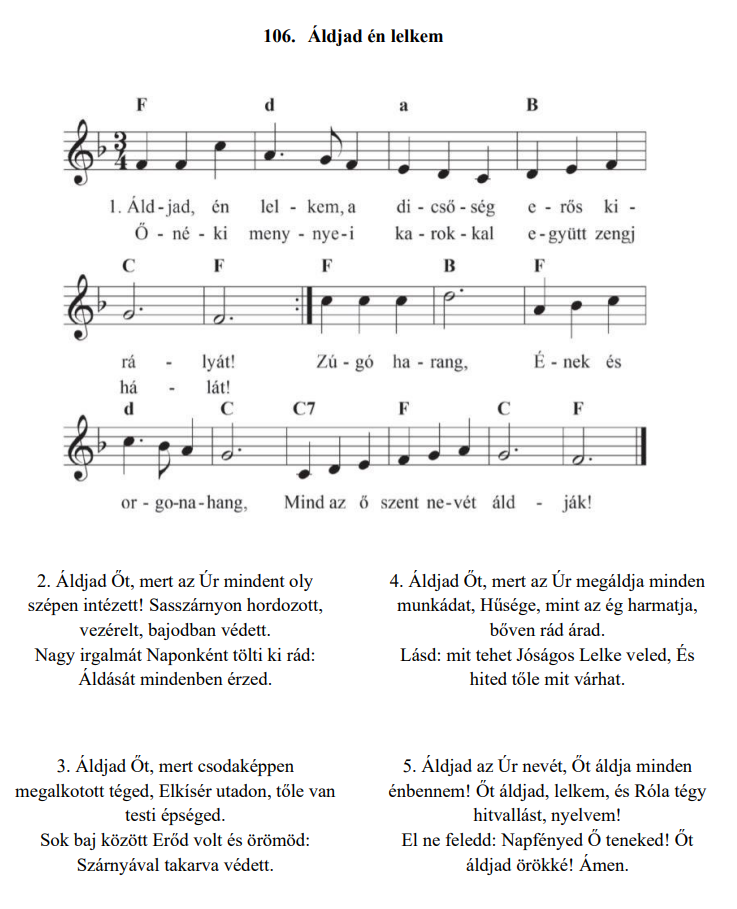 106. Áldjad én lelkem
F d a B
3
4
1. Áld - jad, én lel - kem, a di - cső - ség e - rős ki -
Ő - né - ki meny - nye - i ka - rok - kal e - gyütt zengj
C F F B F
rá - lyát! Zú - gó ha - rang, É - nek és
há - lát!
d C C7 F C F
or - go-na-hang, Mind az ő szent ne-vét áld - ják!
2. Áldjad Őt, mert az Úr mindent oly
szépen intézett! Sasszárnyon hordozott,
vezérelt, bajodban védett.
Nagy irgalmát Naponként tölti ki rád:
Áldását mindenben érzed.
3. Áldjad Őt, mert csodaképpen
megalkotott téged, Elkísér utadon, tőle van
testi épséged.
Sok baj között Erőd volt és örömöd:
Szárnyával takarva védett.
4. Áldjad Őt, mert az Úr megáldja minden
munkádat, Hűsége, mint az ég harmatja,
bőven rád árad.
Lásd: mit tehet Jóságos Lelke veled, És
hited tőle mit várhat.
5. Áldjad az Úr nevét, Őt áldja minden
énbennem! Őt áldjad, lelkem, és Róla tégy
hitvallást, nyelvem!
El ne feledd: Napfényed Ő teneked! Őt
áldjad örökké! Ámen.